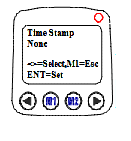 Time Stamp
None
<>=Select,M1=Esc
ENT=Set
M1 M2